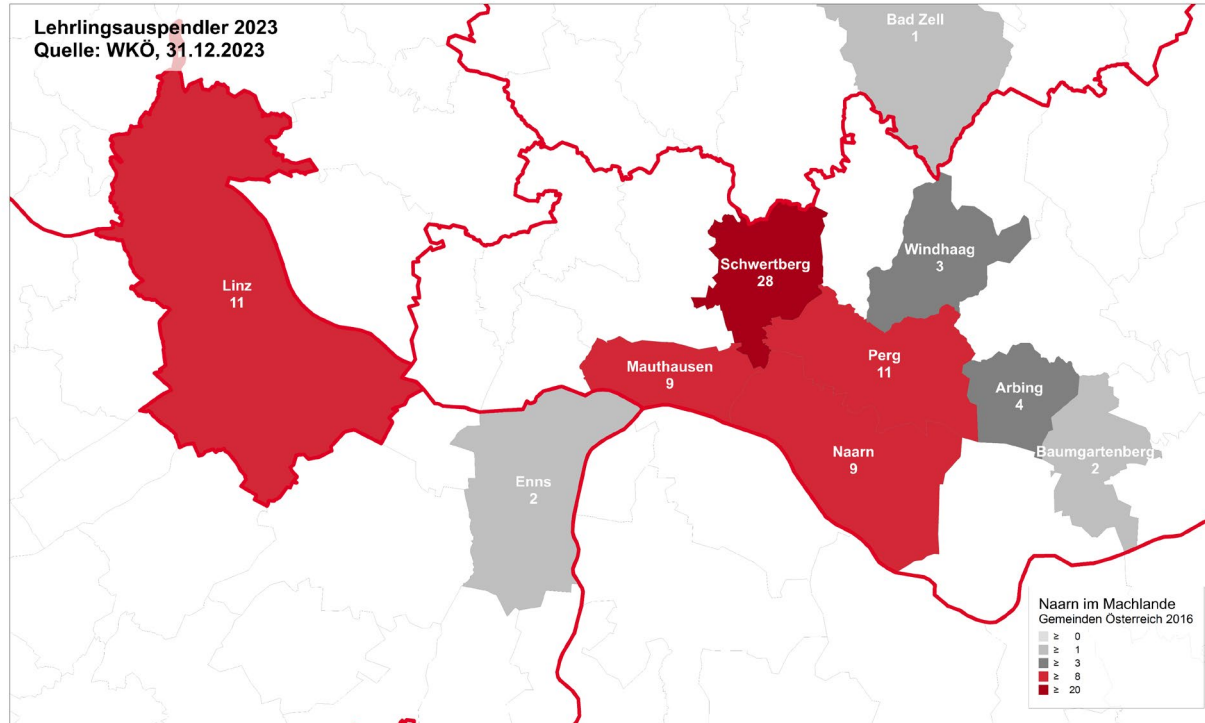 Lehrlingsauspendler 2023
Quelle: WKÖ, 31.12.2023
Bad Zell
1
Windhaag
3
Schwertberg
28
Linz
11
Perg
11
Mauthausen
9
Arbing
4
Naarn
9
Baumgartenberg
2
Enns
2
Naarn im Machlande
Gemeinden Österreich 2016
≥ 0
≥ 1
≥ 3
≥ 8
≥ 20